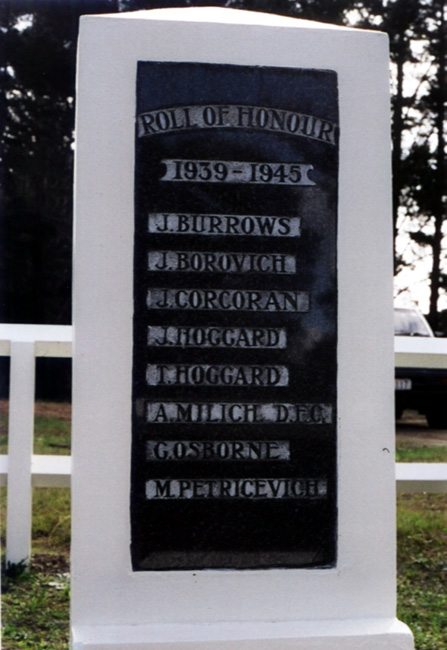 ROLL OF HONOUR
1939-1945
J. BURROWS
J. BOROVICH
J. CORCORAN
J. HOGGARD
T. HOGGARD
A. MILICH D.F.C.
G. OSBORNE
M. PETRICEVICH